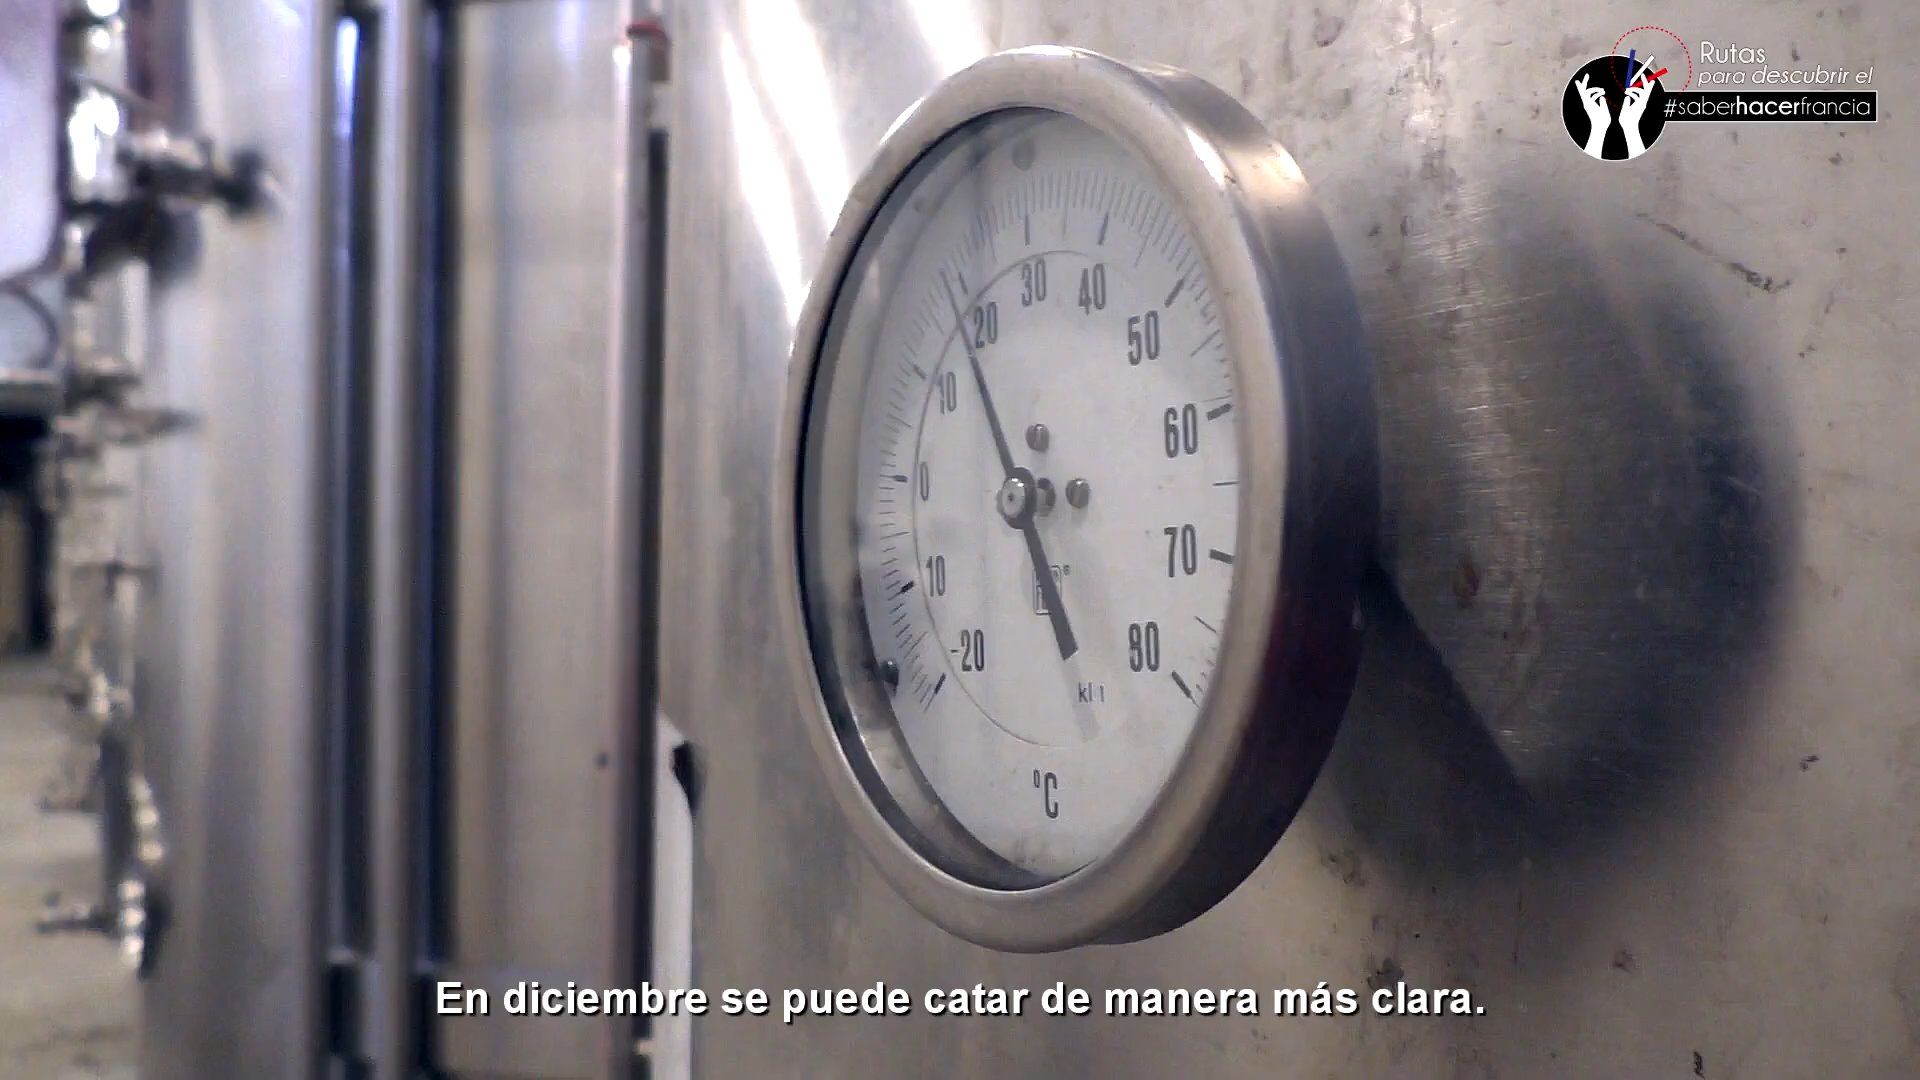 Rutas
para descubrir el
#saberhacerfrancia
30
40
20
50
10
60
0
70
10
-20
80
°C
En diciembre se puede catar de manera más clara.